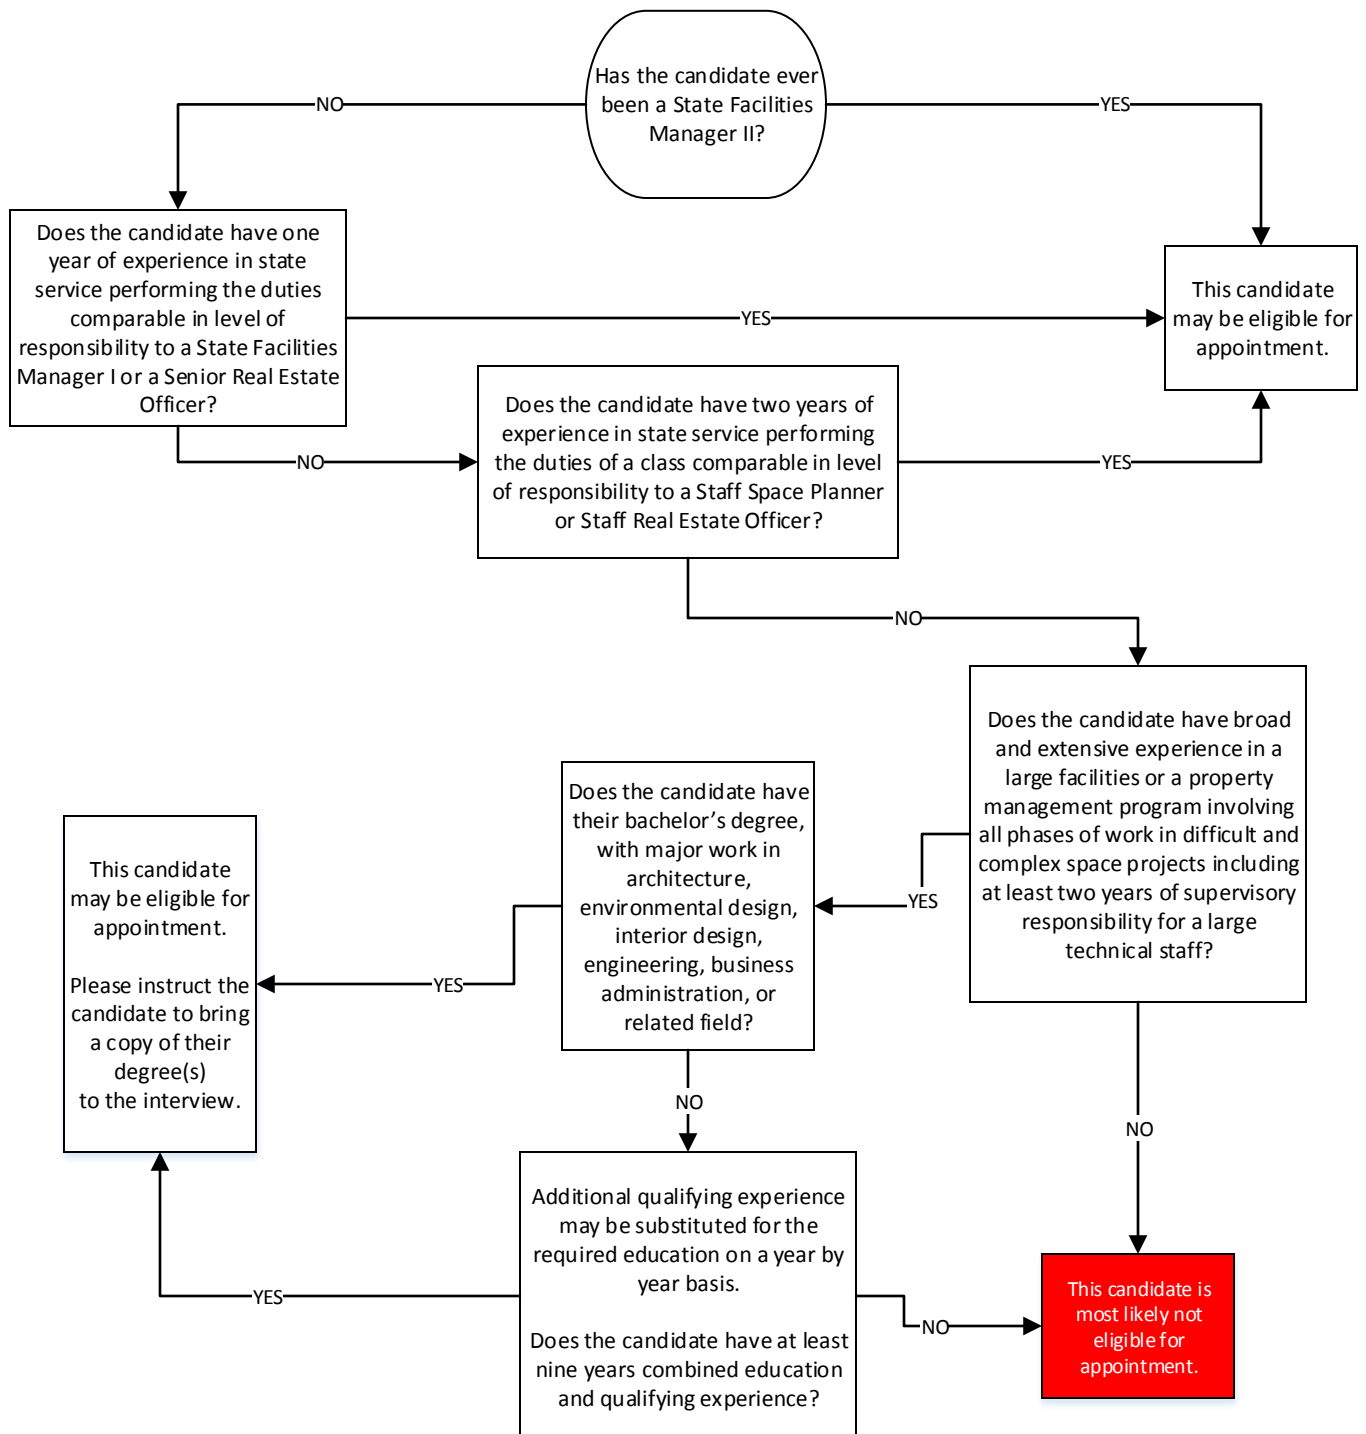 Has the candidate ever
been a State Facilities
Manager II?
NO
YES
Does the candidate have one
year of experience in state
service performing the duties
comparable in level of
responsibility to a State Facilities
Manager I or a Senior Real Estate
Officer?
YES
This candidate
may be eligible for
appointment.
NO
Does the candidate have two years of
experience in state service performing
the duties of a class comparable in level
of responsibility to a Staff Space Planner
or Staff Real Estate Officer?
YES
NO
Does the candidate have broad
and extensive experience in a
large facilities or a property
management program involving
all phases of work in difficult and
complex space projects including
at least two years of supervisory
responsibility for a large
technical staff?
YES
Does the candidate have
their bachelor’s degree,
with major work in
architecture,
environmental design,
interior design,
engineering, business
administration, or
related field?
YES
This candidate
may be eligible for
appointment.
Please instruct the
candidate to bring
a copy of their
degree(s)
to the interview.
NO
NO
Additional qualifying experience
may be substituted for the
required education on a year by
year basis.
Does the candidate have at least
nine years combined education
and qualifying experience?
YES
NO
This candidate is
most likely not
eligible for
appointment.